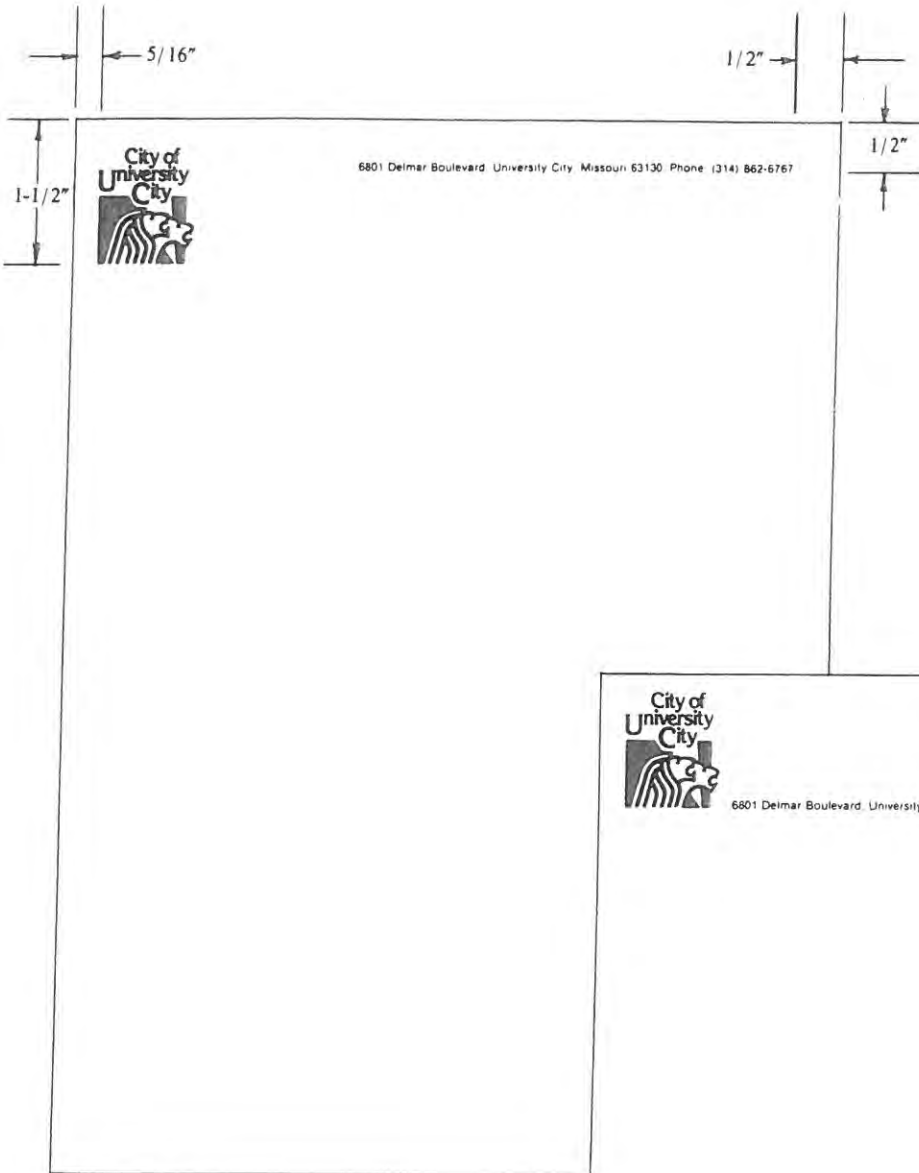 5/16" 1/2"
1/2"
1-1/2"
City of
University
City
6801 Delmar Boulevard University City Missouri 63130 Phone (314) 862-6767
City of
University
City
6801 Delmar Boulevard, University